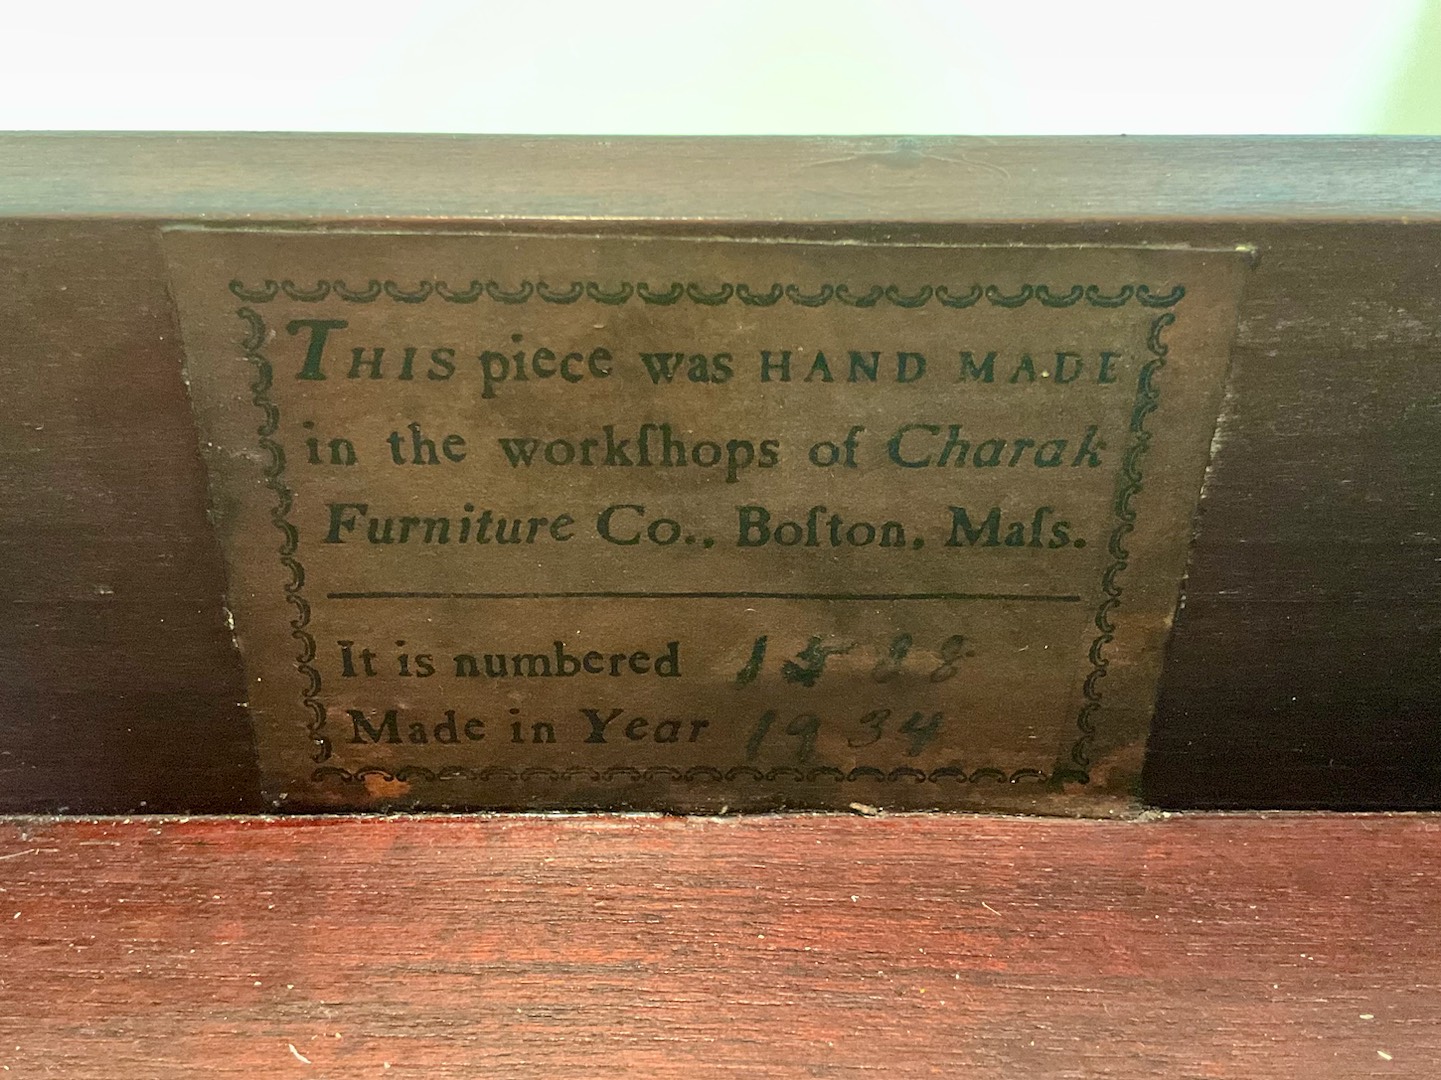 THIS piece was HAND MADE
in the workſhops of Charak
Furniture Co., Boſton, Maſs.
It is numbered
Made in Year 1934